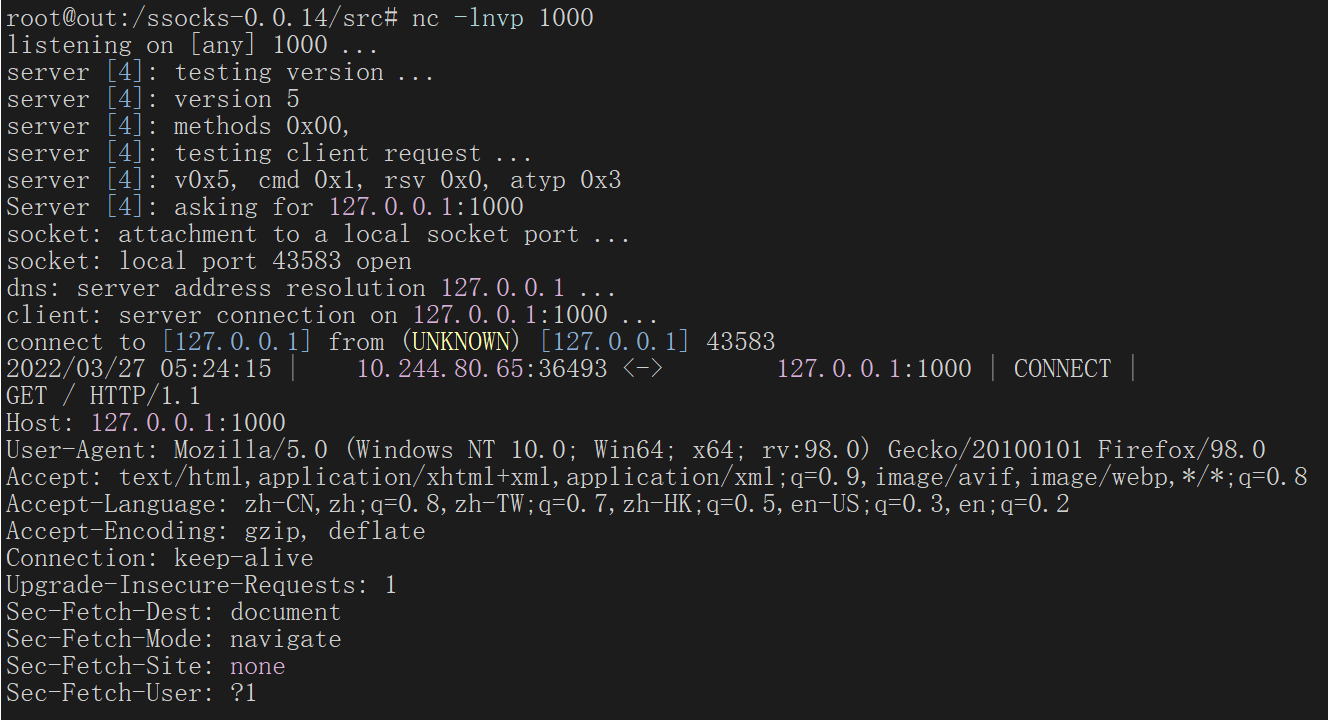 root@out:/ssocks-0.0.14/src# nc -lnvp 1000
listening on [any] 1000 ...
server [4]: testing version ...
server [4]: version 5
server [4]: methods 0x00,
server [4]: testing client request ...
server [4]: v0x5, cmd 0x1, rsv 0x0, atyp 0x3
Server [4]: asking for 127.0.0.1:1000
socket: attachment to a local socket port ...
socket: local port 43583 open
dns: server address resolution 127.0.0.1 ...
client: server connection on 127.0.0.1:1000 ...
connect to [127.0.0.1] from (UNKNOWN) [127.0.0.1] 43583
2022/03/27 05:24:15 |    10.244.80.65:36493 <->        127.0.0.1:1000 | CONNECT |
GET / HTTP/1.1
Host: 127.0.0.1:1000
User-Agent: Mozilla/5.0 (Windows NT 10.0; Win64; x64; rv:98.0) Gecko/20100101 Firefox/98.0
Accept: text/html,application/xhtml+xml,application/xml;q=0.9,image/avif,image/webp,*/*;q=0.8
Accept-Language: zh-CN,zh;q=0.8,zh-TW;q=0.7,zh-HK;q=0.5,en-US;q=0.3,en;q=0.2
Accept-Encoding: gzip, deflate
Connection: keep-alive
Upgrade-Insecure-Requests: 1
Sec-Fetch-Dest: document
Sec-Fetch-Mode: navigate
Sec-Fetch-Site: none
Sec-Fetch-User: ?1